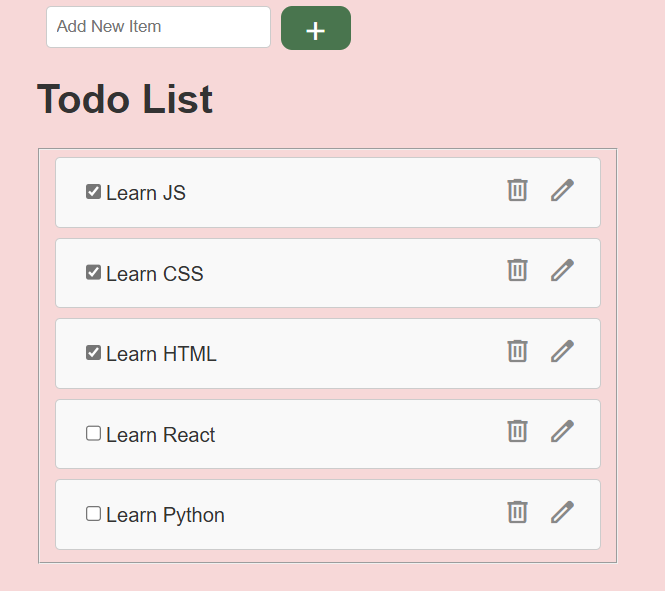 Add New Item
+
Todo List
Learn JS
Learn CSS
Learn HTML
Learn React
Learn Python